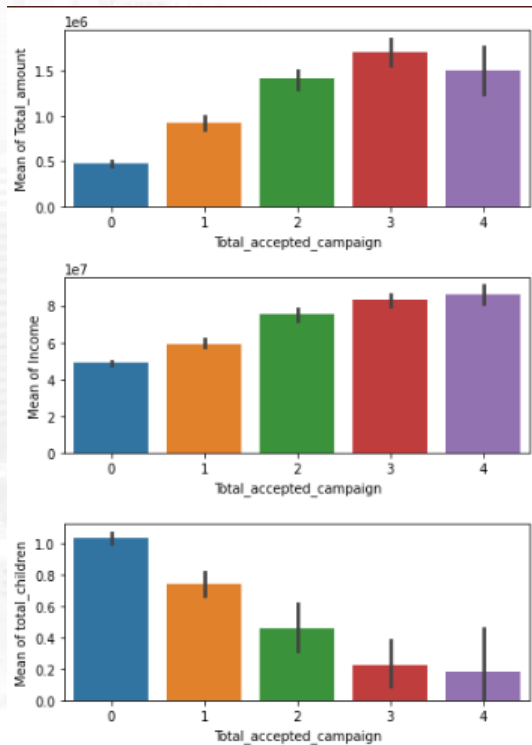 1e6
Mean of Total_amount
1.5
1.0
0.5
0.0
0 1 2 3 4
Total_accepted_campaign
1e7
Mean of Income
8
6
4
2
0
0 1 2 3 4
Total_accepted_campaign
Mean of total_children
1.0
0.8
0.6
0.4
0.2
0.0
0 1 2 3 4
Total_accepted_campaign